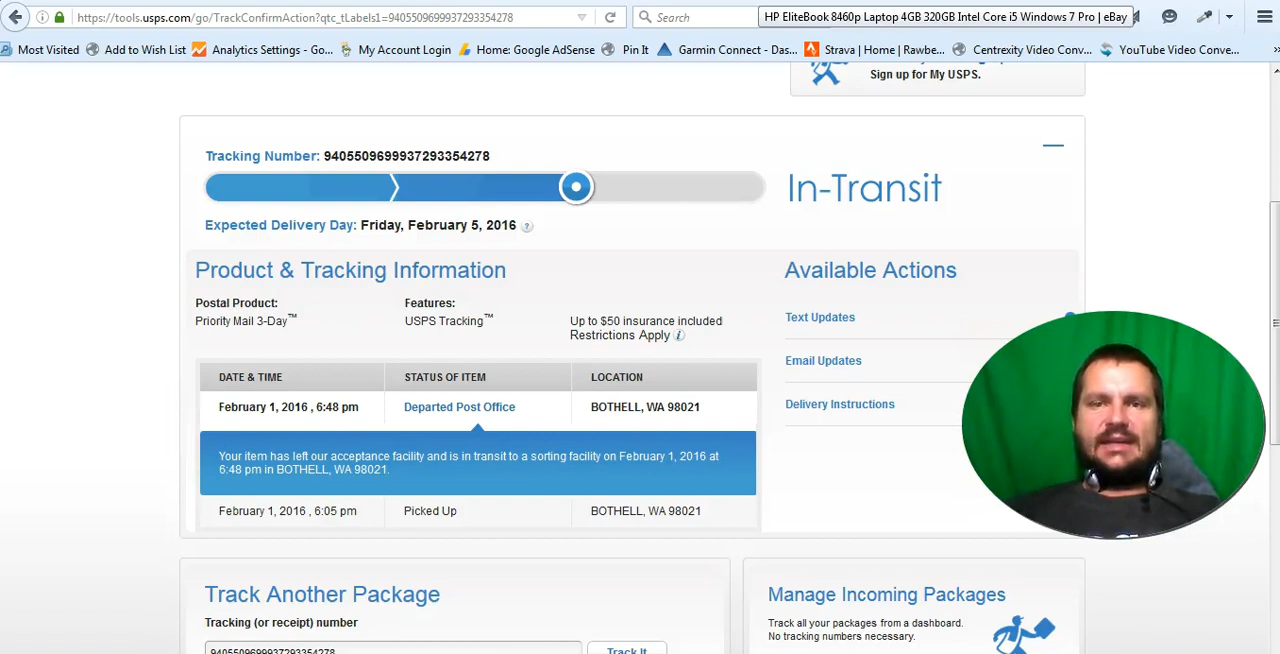 https://tools.usps.com/go/TrackConfirmAction?qtc_tLabels1=9405509699937293354278
Search
HP EliteBook 8460p Laptop 4GB 320GB Intel Core i5 Windows 7 Pro | eBay
Most Visited
Add to Wish List
Analytics Settings - Go...
My Account Login
Home: Google AdSense
Pin It
Garmin Connect - Das...
Strava | Home | Rawbe...
Centrexity Video Conv...
YouTube Video Conve...
Sign up for My USPS.
Tracking Number: 9405509699937293354278
In-Transit
Expected Delivery Day: Friday, February 5, 2016
Product & Tracking Information
Available Actions
Postal Product:
Features:
Priority Mail 3-Day™
USPS Tracking™
Up to $50 insurance included
Restrictions Apply
Text Updates
Email Updates
Delivery Instructions
DATE & TIME
STATUS OF ITEM
LOCATION
February 1, 2016 , 6:48 pm
Departed Post Office
BOTHELL, WA 98021
Your item has left our acceptance facility and is in transit to a sorting facility on February 1, 2016 at
6:48 pm in BOTHELL, WA 98021.
February 1, 2016 , 6:05 pm
Picked Up
BOTHELL, WA 98021
Track Another Package
Manage Incoming Packages
Tracking (or receipt) number
Track all your packages from a dashboard.
No tracking numbers necessary.
9405509699937293354278
Track It